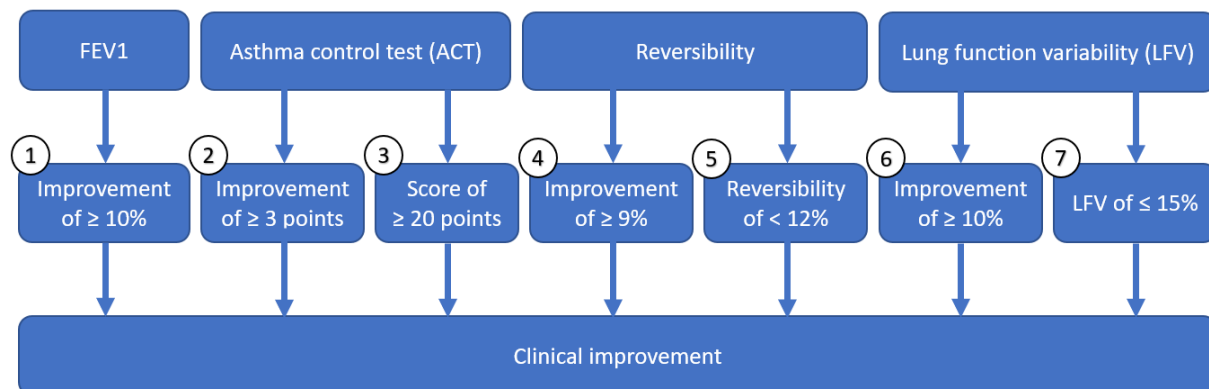 FEV1
Asthma control test (ACT)
Reversibility
Lung function variability (LFV)
1
2
3
4
5
6
7
Improvement
of ≥ 10%
Improvement
of ≥ 3 points
Score of
≥ 20 points
Improvement
of ≥ 9%
Reversibility
of < 12%
Improvement
of ≥ 10%
LFV of ≤ 15%
Clinical improvement